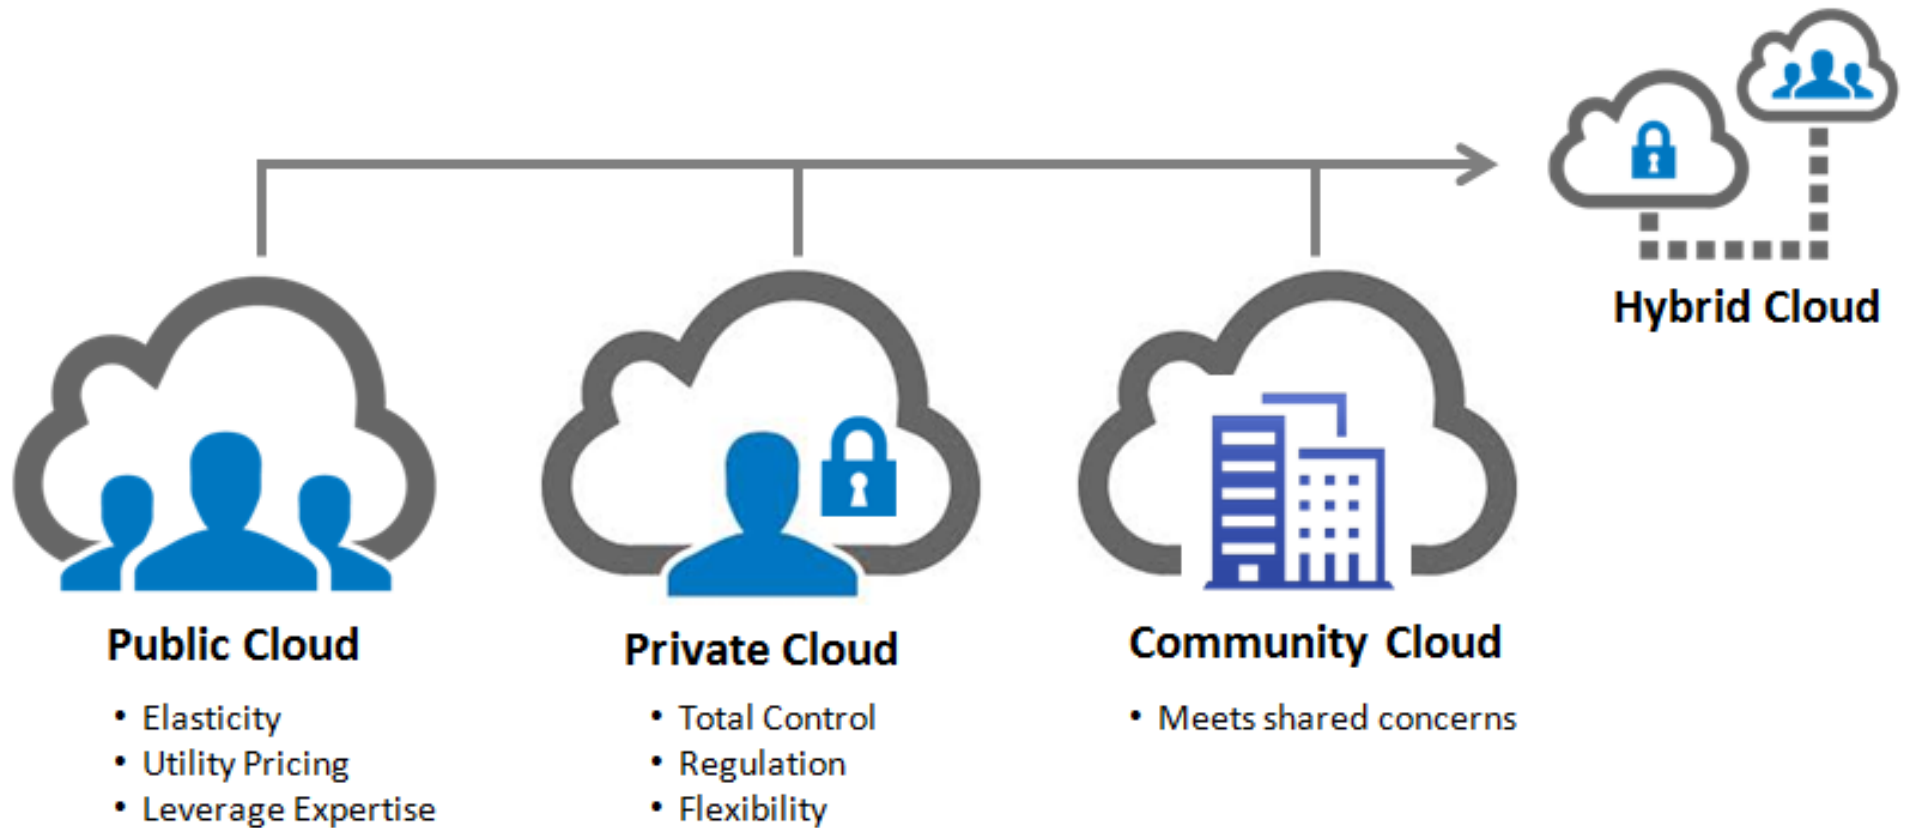 Hybrid Cloud
Public Cloud
• Elasticity
• Utility Pricing
• Leverage Expertise
Private Cloud
• Total Control
• Regulation
• Flexibility
Community Cloud
• Meets shared concerns